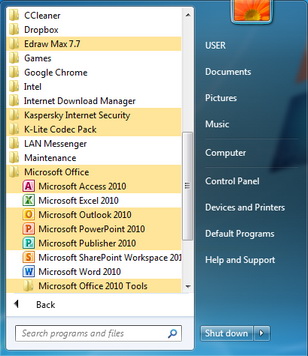 CCleaner
Dropbox
Edraw Max 7.7
Games
Google Chrome
Intel
Internet Download Manager
Kaspersky Internet Security
K-Lite Codec Pack
LAN Messenger
Maintenance
Microsoft Office
Microsoft Access 2010
Microsoft Excel 2010
Microsoft Outlook 2010
Microsoft PowerPoint 2010
Microsoft Publisher 2010
Microsoft SharePoint Workspace 201
Microsoft Word 2010
Microsoft Office 2010 Tools
Back
Search programs and files
USER
Documents
Pictures
Music
Computer
Control Panel
Devices and Printers
Default Programs
Help and Support
Shut down